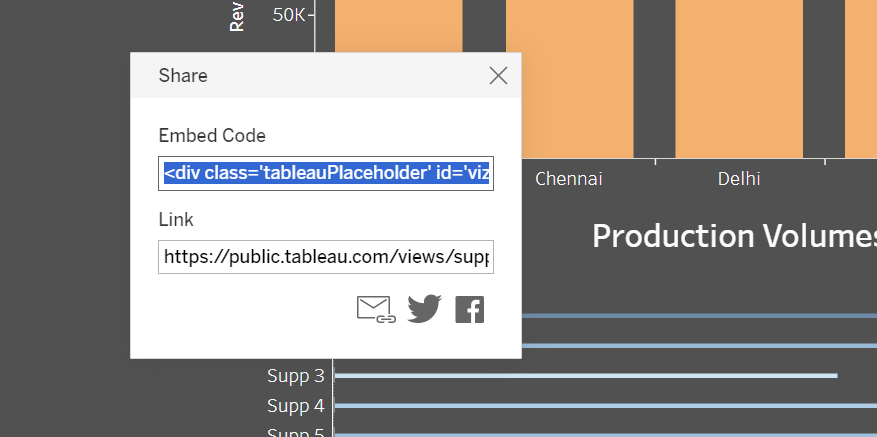 Rev
50K
Share
Embed Code
<div class='tableauPlaceholder' id='viz
Chennai
Delhi
Link
https://public.tableau.com/views/supp
Production Volumes
Supp 3
Supp 4
Supp 5